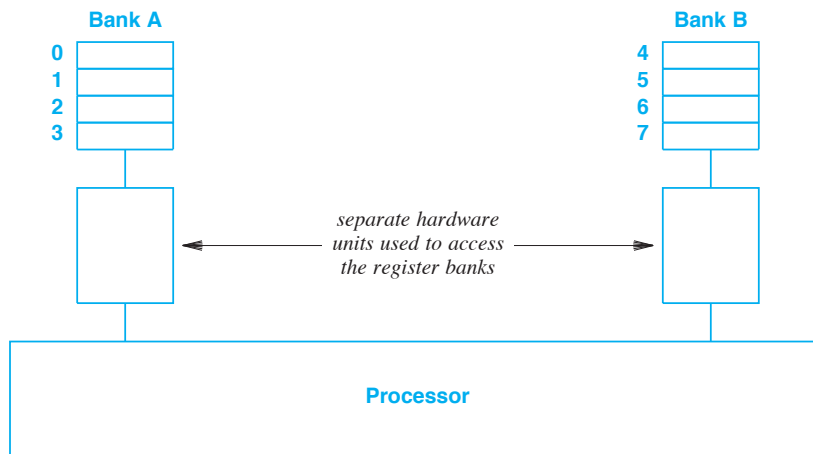 Bank A
Bank B
0
1
2
3
4
5
6
7
separate hardware
units used to access
the register banks
Processor